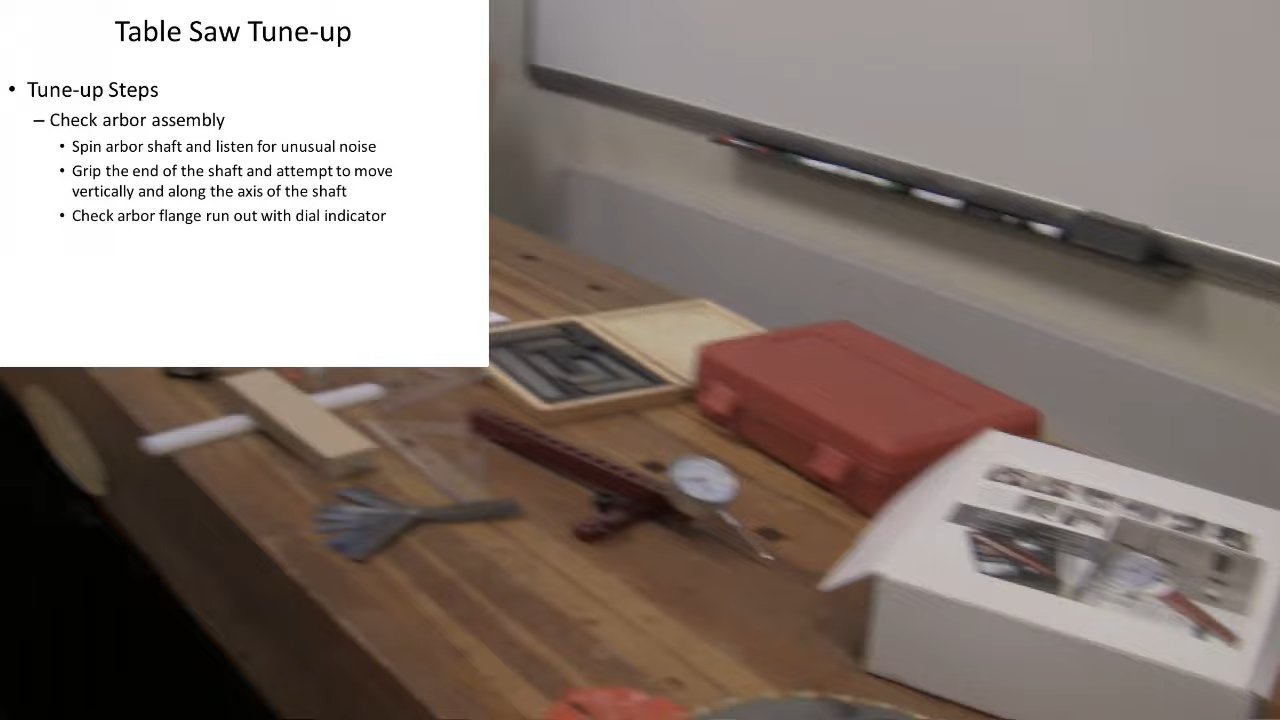 Table Saw Tune-up
• Tune-up Steps
– Check arbor assembly
• Spin arbor shaft and listen for unusual noise
• Grip the end of the shaft and attempt to move
vertically and along the axis of the shaft
• Check arbor flange run out with dial indicator